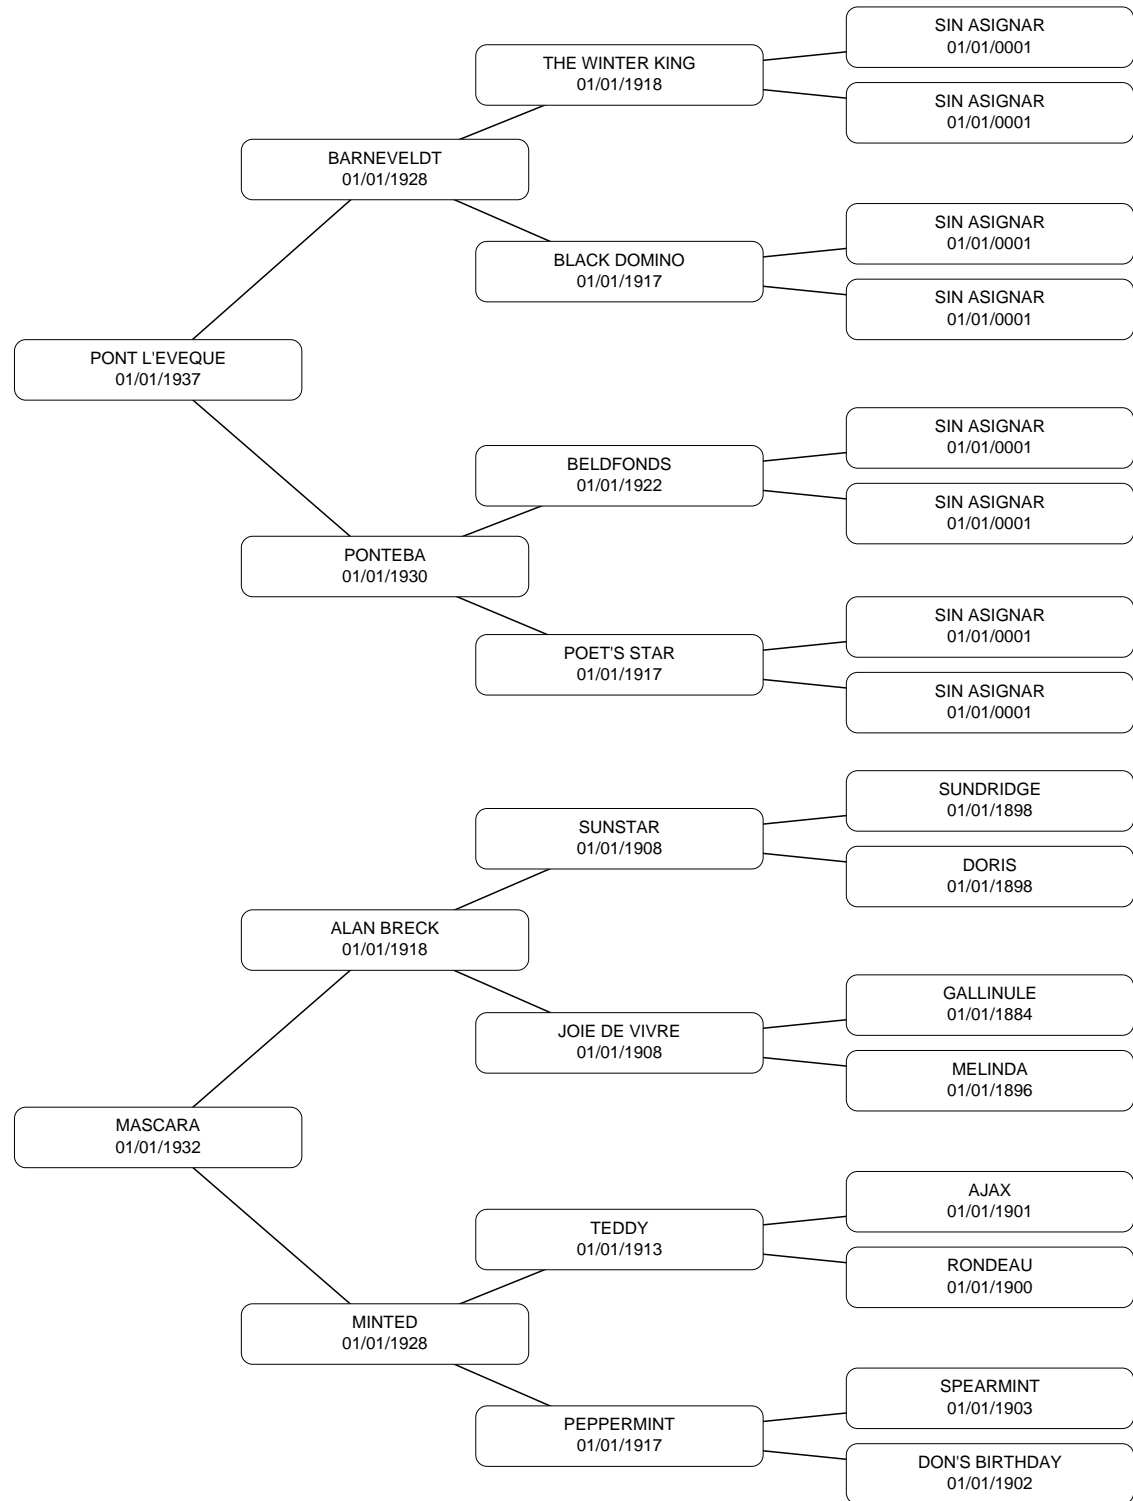 SIN ASIGNAR
01/01/0001
THE WINTER KING
01/01/1918
SIN ASIGNAR
01/01/0001
BARNEVELDT
01/01/1928
SIN ASIGNAR
01/01/0001
BLACK DOMINO
01/01/1917
SIN ASIGNAR
01/01/0001
PONT L'EVEQUE
01/01/1937
SIN ASIGNAR
01/01/0001
BELDFONDS
01/01/1922
SIN ASIGNAR
01/01/0001
PONTEBA
01/01/1930
SIN ASIGNAR
01/01/0001
POET'S STAR
01/01/1917
SIN ASIGNAR
01/01/0001
SUNDRIDGE
01/01/1898
SUNSTAR
01/01/1908
DORIS
01/01/1898
ALAN BRECK
01/01/1918
GALLINULE
01/01/1884
JOIE DE VIVRE
01/01/1908
MELINDA
01/01/1896
MASCARA
01/01/1932
AJAX
01/01/1901
TEDDY
01/01/1913
RONDEAU
01/01/1900
MINTED
01/01/1928
SPEARMINT
01/01/1903
PEPPERMINT
01/01/1917
DON'S BIRTHDAY
01/01/1902